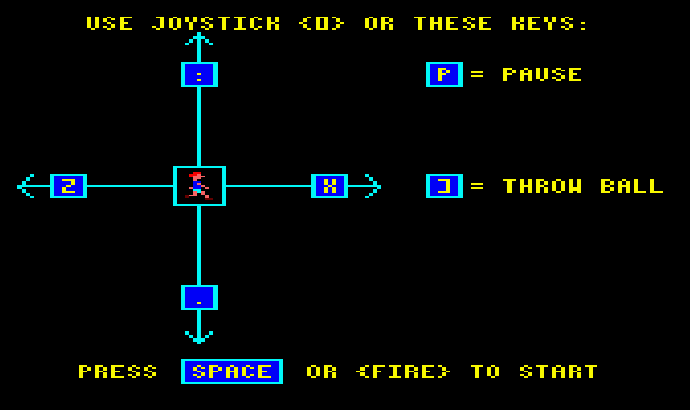 USE JOYSTICK {0} OR THESE KEYS:
: P = PAUSE
Z X ] = THROW BALL
.
PRESS SPACE OR {FIRE} TO START